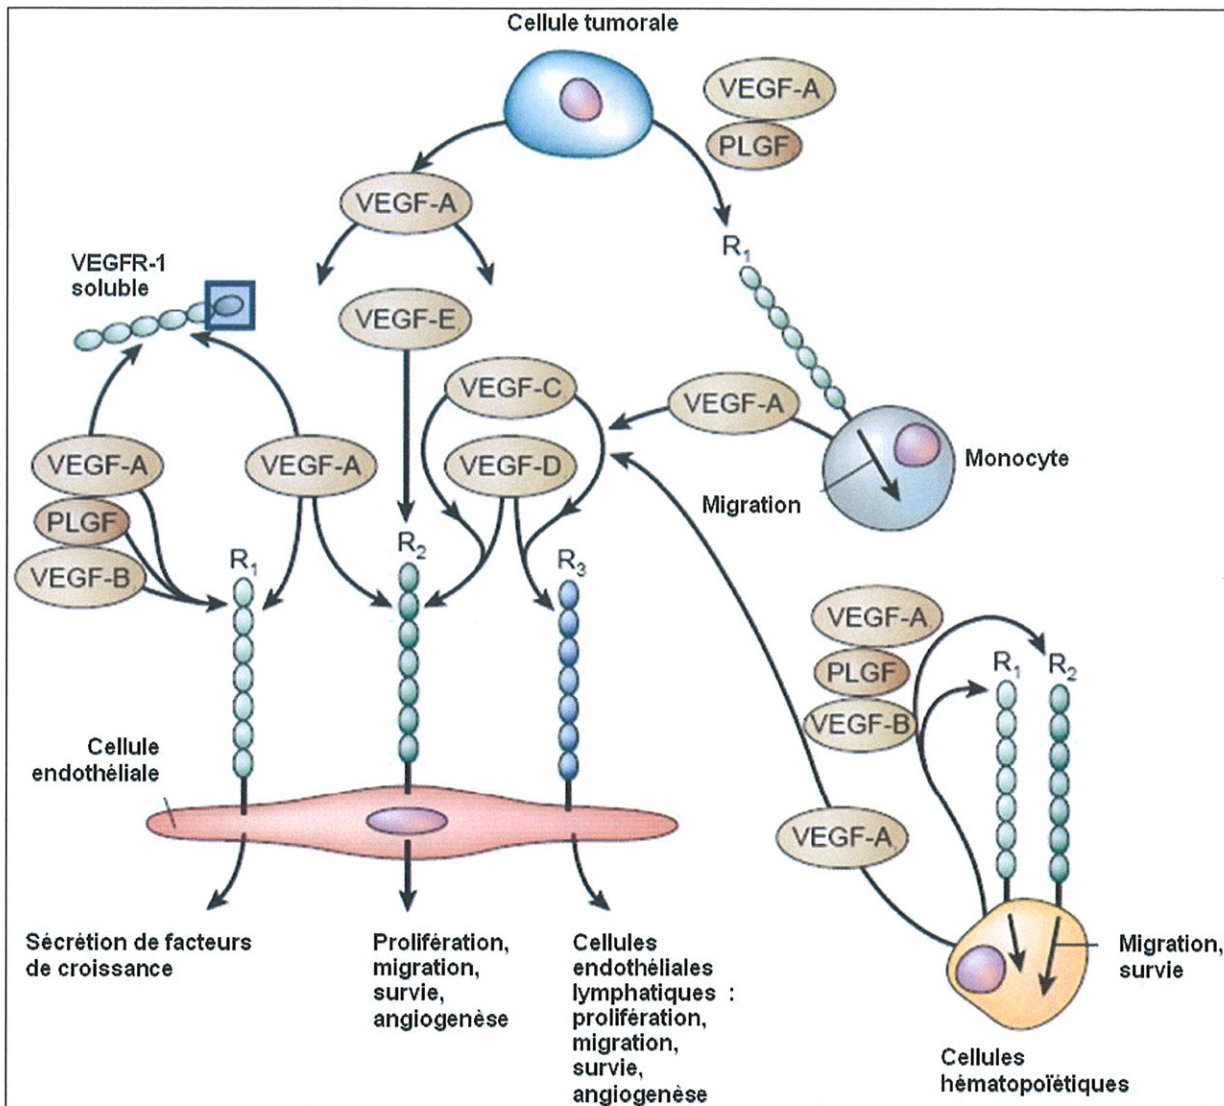 Cellule tumorale
VEGF-A
PLGF
VEGF-A
R1
VEGFR-1
soluble
VEGF-E
VEGF-C
VEGF-A
VEGF-A
VEGF-A
VEGF-D
Monocyte
Migration
PLGF
VEGF-B
R1
R2
R3
VEGF-A
PLGF
VEGF-B
R1
R2
Cellule
endothéliale
VEGF-A
Sécrétion de facteurs
de croissance
Prolifération,
migration,
survie,
angiogenèse
Cellules
endothéliales
lymphatiques :
prolifération,
migration,
survie,
angiogenèse
Migration,
survie
Cellules
hématopoïétiques